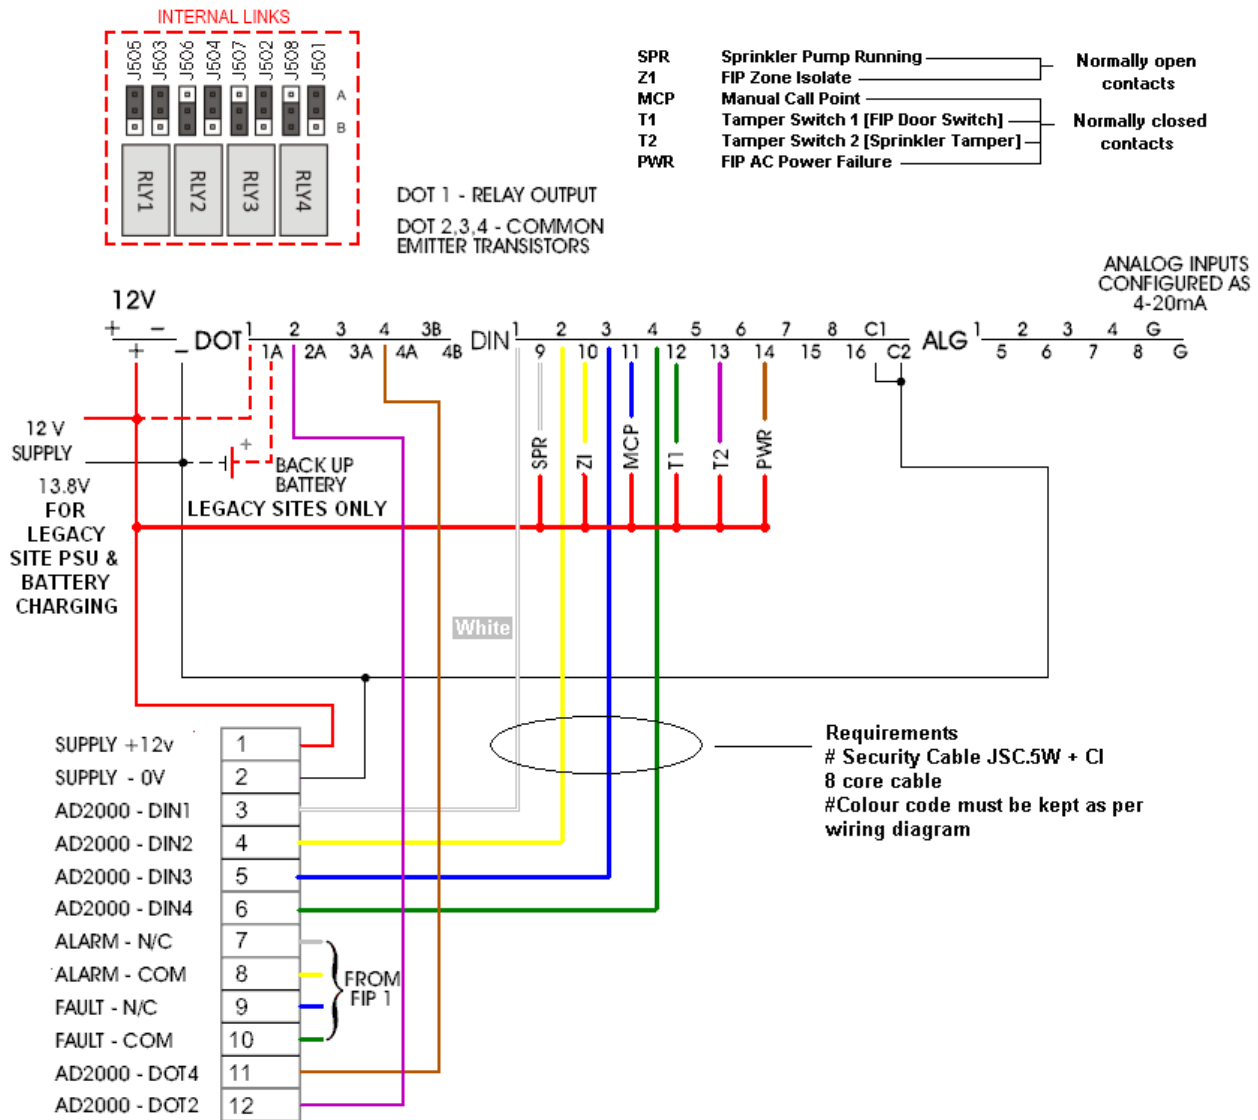 INTERNAL LINKS
J505 J503 J506 J504 J507 J502 J508 J501
A
B
RLY1 RLY2 RLY3 RLY4
SPR Sprinkler Pump Running
Z1 FIP Zone Isolate
MCP Manual Call Point
T1 Tamper Switch 1 [FIP Door Switch]
T2 Tamper Switch 2 [Sprinkler Tamper]
PWR FIP AC Power Failure
Normally open
contacts
Normally closed
contacts
DOT 1 - RELAY OUTPUT
DOT 2,3,4 - COMMON
EMITTER TRANSISTORS
ANALOG INPUTS
CONFIGURED AS
4-20mA
12V
+ −
+ −
DOT 1 2 3 4 3B
1A 2A 3A 4A 4B
DIN 1 2 3 4 5 6 7 8 C1
9 10 11 12 13 14 15 16 C2
ALG 1 2 3 4 G
5 6 7 8 G
12 V
SUPPLY
13.8V
FOR
LEGACY
SITE PSU &
BATTERY
CHARGING
+
BACK UP
BATTERY
LEGACY SITES ONLY
SPR ZI MCP T1 T2 PWR
White
Requirements
# Security Cable JSC.5W + CI
8 core cable
#Colour code must be kept as per
wiring diagram
SUPPLY +12v 1
SUPPLY - 0V 2
AD2000 - DIN1 3
AD2000 - DIN2 4
AD2000 - DIN3 5
AD2000 - DIN4 6
ALARM - N/C 7
ALARM - COM 8
FAULT - N/C 9
FAULT - COM 10
AD2000 - DOT4 11
AD2000 - DOT2 12
FROM
FIP 1